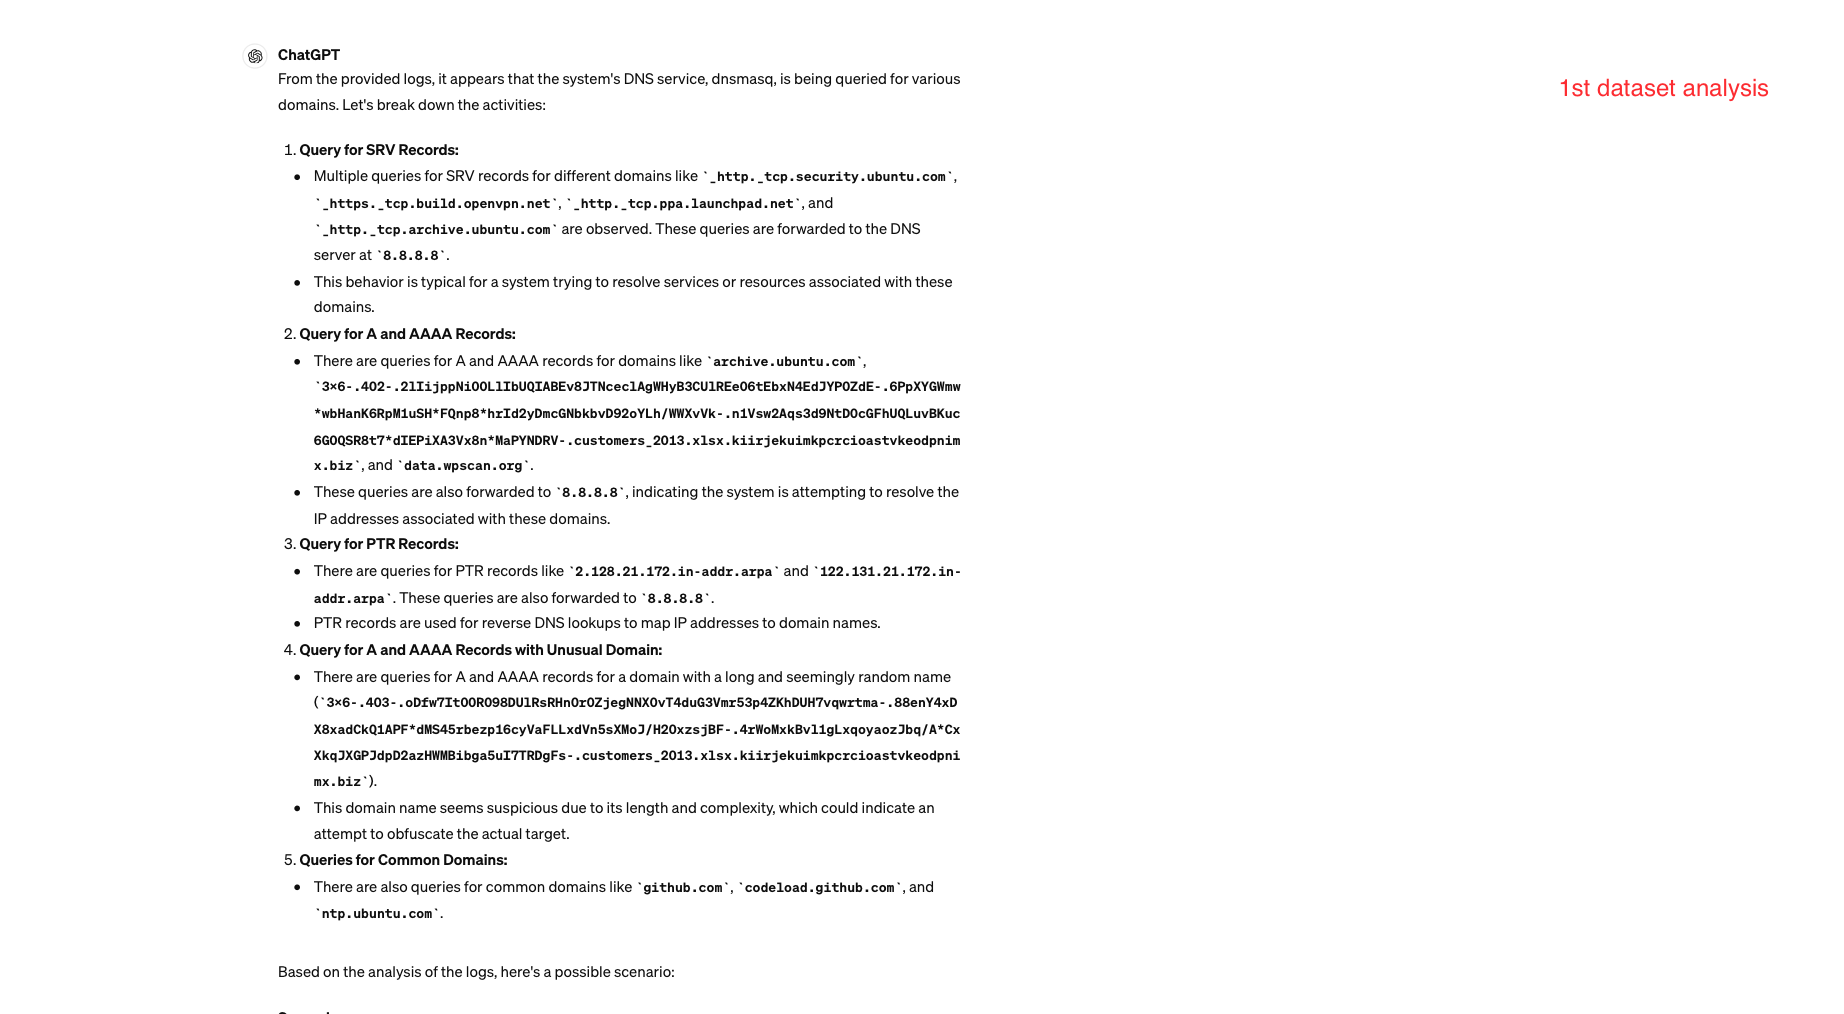 ChatGPT
1st dataset analysis
From the provided logs, it appears that the system's DNS service, dnsmasq, is being queried for various
domains. Let's break down the activities:
1. Query for SRV Records:
• Multiple queries for SRV records for different domains like `_http._tcp.security.ubuntu.com`,
`_https._tcp.build.openvpn.net`, `_http._tcp.ppa.launchpad.net`, and
`_http._tcp.archive.ubuntu.com` are observed. These queries are forwarded to the DNS
server at `8.8.8.8`.
• This behavior is typical for a system trying to resolve services or resources associated with these
domains.
2. Query for A and AAAA Records:
• There are queries for A and AAAA records for domains like `archive.ubuntu.com`,
`3x6-.402-.2lIijppNiOOLlIbUQIABEv8JTNceclAgWHyB3CUlREeO6tEbxN4EdJYPOZdE-.6PpXYGWmw
*wbHanK6RpM1uSH*FQnp8*hrId2yDmcGNbkbvD92oYLh/WWXvVk-.n1Vsw2Aqs3d9NtDOcGFhUQLuvBKuc
6GOQSR8t7*dIEPiXA3Vx8n*MaPYNDRV-.customers_2013.xlsx.kiirjekuimkpcrcioastvkeodpnim
x.biz`, and `data.wpscan.org`.
• These queries are also forwarded to `8.8.8.8`, indicating the system is attempting to resolve the
IP addresses associated with these domains.
3. Query for PTR Records:
• There are queries for PTR records like `2.128.21.172.in-addr.arpa` and `122.131.21.172.in-
addr.arpa`. These queries are also forwarded to `8.8.8.8`.
• PTR records are used for reverse DNS lookups to map IP addresses to domain names.
4. Query for A and AAAA Records with Unusual Domain:
• There are queries for A and AAAA records for a domain with a long and seemingly random name
(`3x6-.403-.oDfw7ItOORO98DUlRsRHnOrOZjegNNXOvT4duG3Vmr53p4ZKhDUH7vqwrtma-.88enY4xD
X8xadCkQ1APF*dMS45rbezp16cyVaFLLxdVn5sXMoJ/H2OxzsjBF-.4rWoMxkBvl1gLxqoyaozJbq/A*Cx
XkqJXGPJdpD2azHWMBibga5uI7TRDgFs-.customers_2013.xlsx.kiirjekuimkpcrcioastvkeodpni
mx.biz`).
• This domain name seems suspicious due to its length and complexity, which could indicate an
attempt to obfuscate the actual target.
5. Queries for Common Domains:
• There are also queries for common domains like `github.com`, `codeload.github.com`, and
`ntp.ubuntu.com`.
Based on the analysis of the logs, here's a possible scenario: